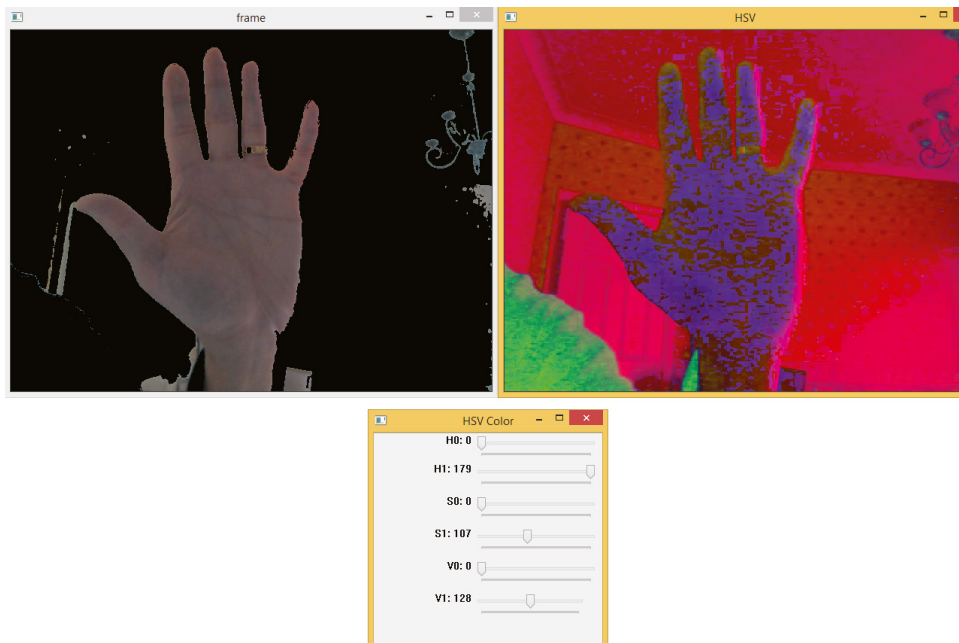 frame
HSV
HSV Color
H0: 0
H1: 179
S0: 0
S1: 107
V0: 0
V1: 128